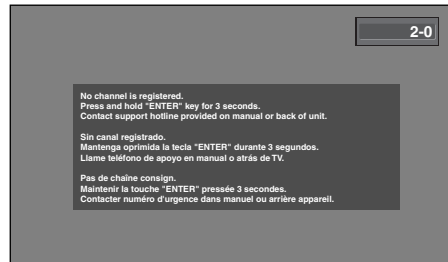 2-0
No channel is registered.
Press and hold "ENTER" key for 3 seconds.
Contact support hotline provided on manual or back of unit.
Sin canal registrado.
Mantenga oprimida la tecla "ENTER" durante 3 segundos.
Llame teléfono de apoyo en manual o atrás de TV.
Pas de chaîne consign.
Maintenir la touche "ENTER" pressée 3 secondes.
Contacter numéro d'urgence dans manuel ou arrière appareil.